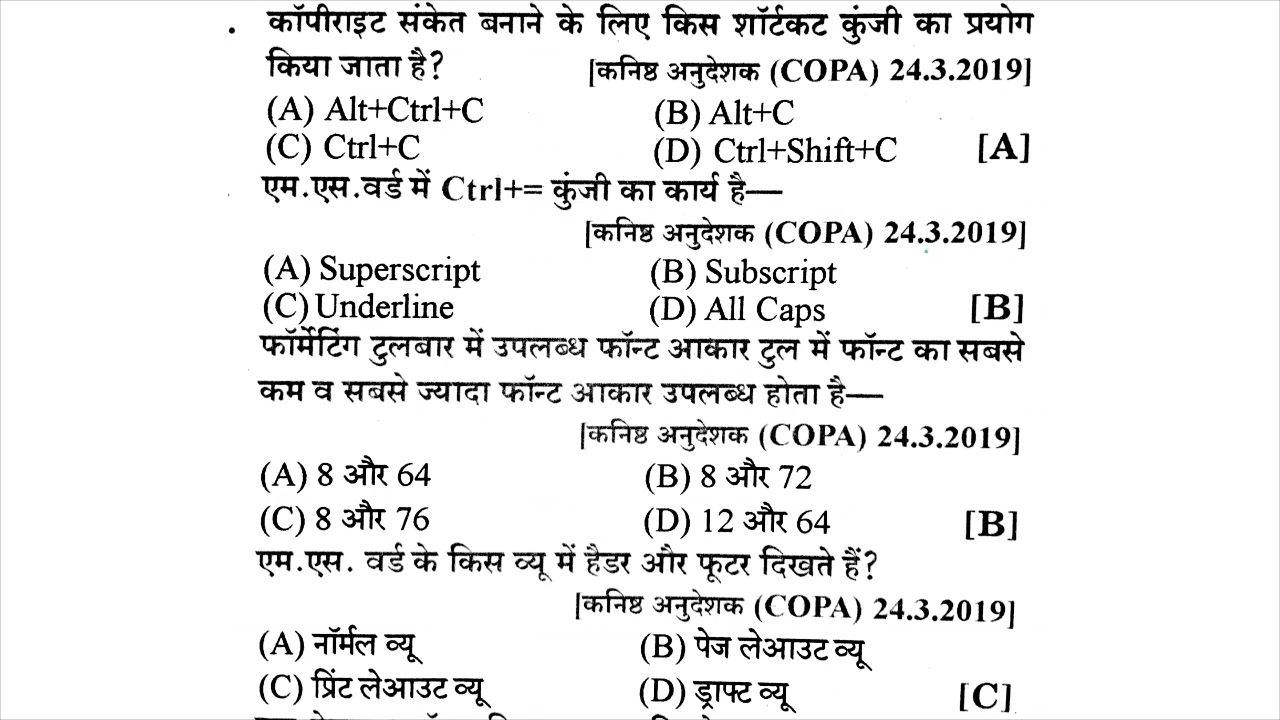 . कॉपीराइट संकेत बनाने के लिए किस शॉर्टकट कुंजी का प्रयोग
किया जाता है? [कनिष्ठ अनुदेशक (COPA) 24.3.2019]
(A) Alt+Ctrl+C (B) Alt+C
(C) Ctrl+C (D) Ctrl+Shift+C [A]
एम.एस.वर्ड में Ctrl+= कुंजी का कार्य है—
[कनिष्ठ अनुदेशक (COPA) 24.3.2019]
(A) Superscript (B) Subscript
(C) Underline (D) All Caps [B]
फॉर्मेटिंग टुलबार में उपलब्ध फॉन्ट आकार टुल में फॉन्ट का सबसे
कम व सबसे ज्यादा फॉन्ट आकार उपलब्ध होता है—
[कनिष्ठ अनुदेशक (COPA) 24.3.2019]
(A) 8 और 64 (B) 8 और 72
(C) 8 और 76 (D) 12 और 64 [B]
एम.एस. वर्ड के किस व्यू में हैडर और फूटर दिखते हैं?
[कनिष्ठ अनुदेशक (COPA) 24.3.2019]
(A) नॉर्मल व्यू (B) पेज लेआउट व्यू
(C) प्रिंट लेआउट व्यू (D) ड्राफ्ट व्यू [C]